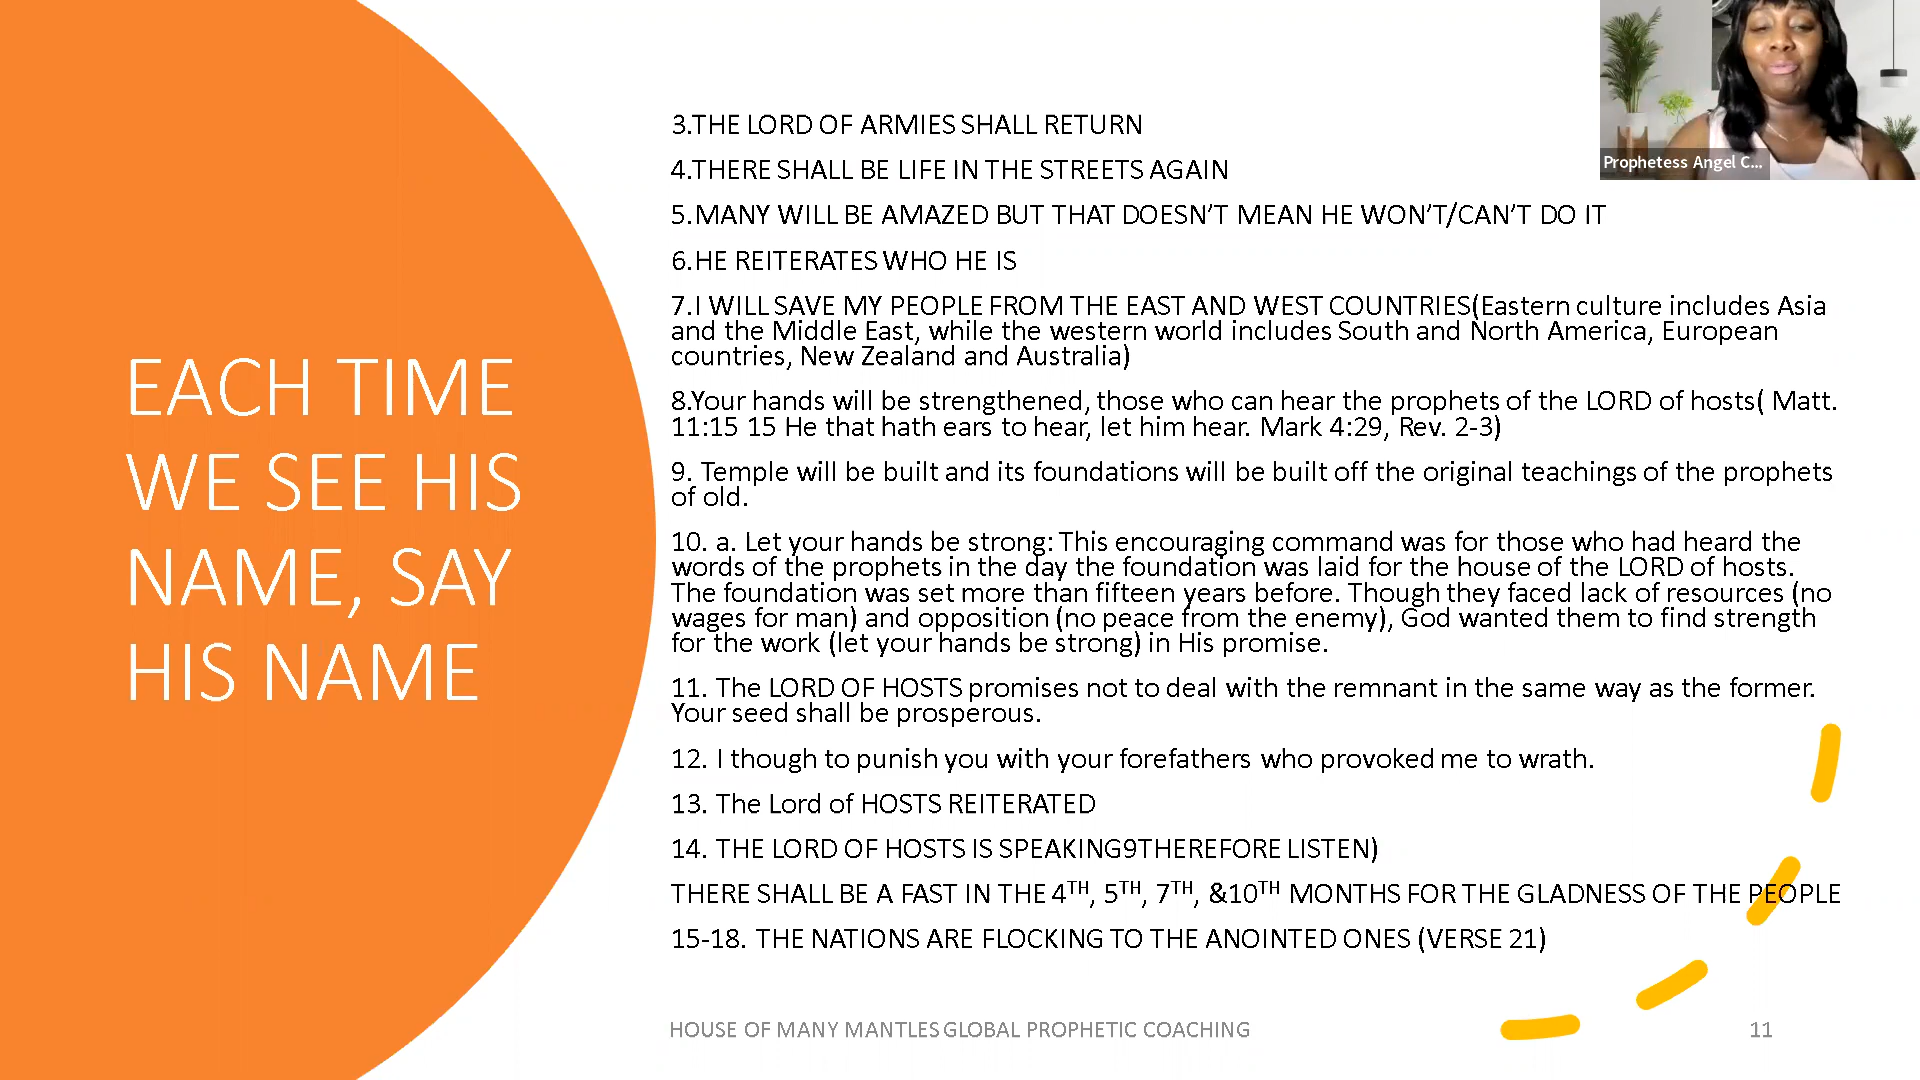 EACH TIME
WE SEE HIS
NAME, SAY
HIS NAME
3.THE LORD OF ARMIES SHALL RETURN
4.THERE SHALL BE LIFE IN THE STREETS AGAIN
5.MANY WILL BE AMAZED BUT THAT DOESN’T MEAN HE WON’T/CAN’T DO IT
6.HE REITERATES WHO HE IS
7.I WILL SAVE MY PEOPLE FROM THE EAST AND WEST COUNTRIES(Eastern culture includes Asia
and the Middle East, while the western world includes South and North America, European
countries, New Zealand and Australia)
8.Your hands will be strengthened, those who can hear the prophets of the LORD of hosts( Matt.
11:15 15 He that hath ears to hear, let him hear. Mark 4:29, Rev. 2-3)
9. Temple will be built and its foundations will be built off the original teachings of the prophets
of old.
10. a. Let your hands be strong: This encouraging command was for those who had heard the
words of the prophets in the day the foundation was laid for the house of the LORD of hosts.
The foundation was set more than fifteen years before. Though they faced lack of resources (no
wages for man) and opposition (no peace from the enemy), God wanted them to find strength
for the work (let your hands be strong) in His promise.
11. The LORD OF HOSTS promises not to deal with the remnant in the same way as the former.
Your seed shall be prosperous.
12. I though to punish you with your forefathers who provoked me to wrath.
13. The Lord of HOSTS REITERATED
14. THE LORD OF HOSTS IS SPEAKING9THEREFORE LISTEN)
THERE SHALL BE A FAST IN THE 4TH, 5TH, 7TH, &10TH MONTHS FOR THE GLADNESS OF THE PEOPLE
15-18. THE NATIONS ARE FLOCKING TO THE ANOINTED ONES (VERSE 21)
HOUSE OF MANY MANTLES GLOBAL PROPHETIC COACHING
11
Prophetess Angel C...